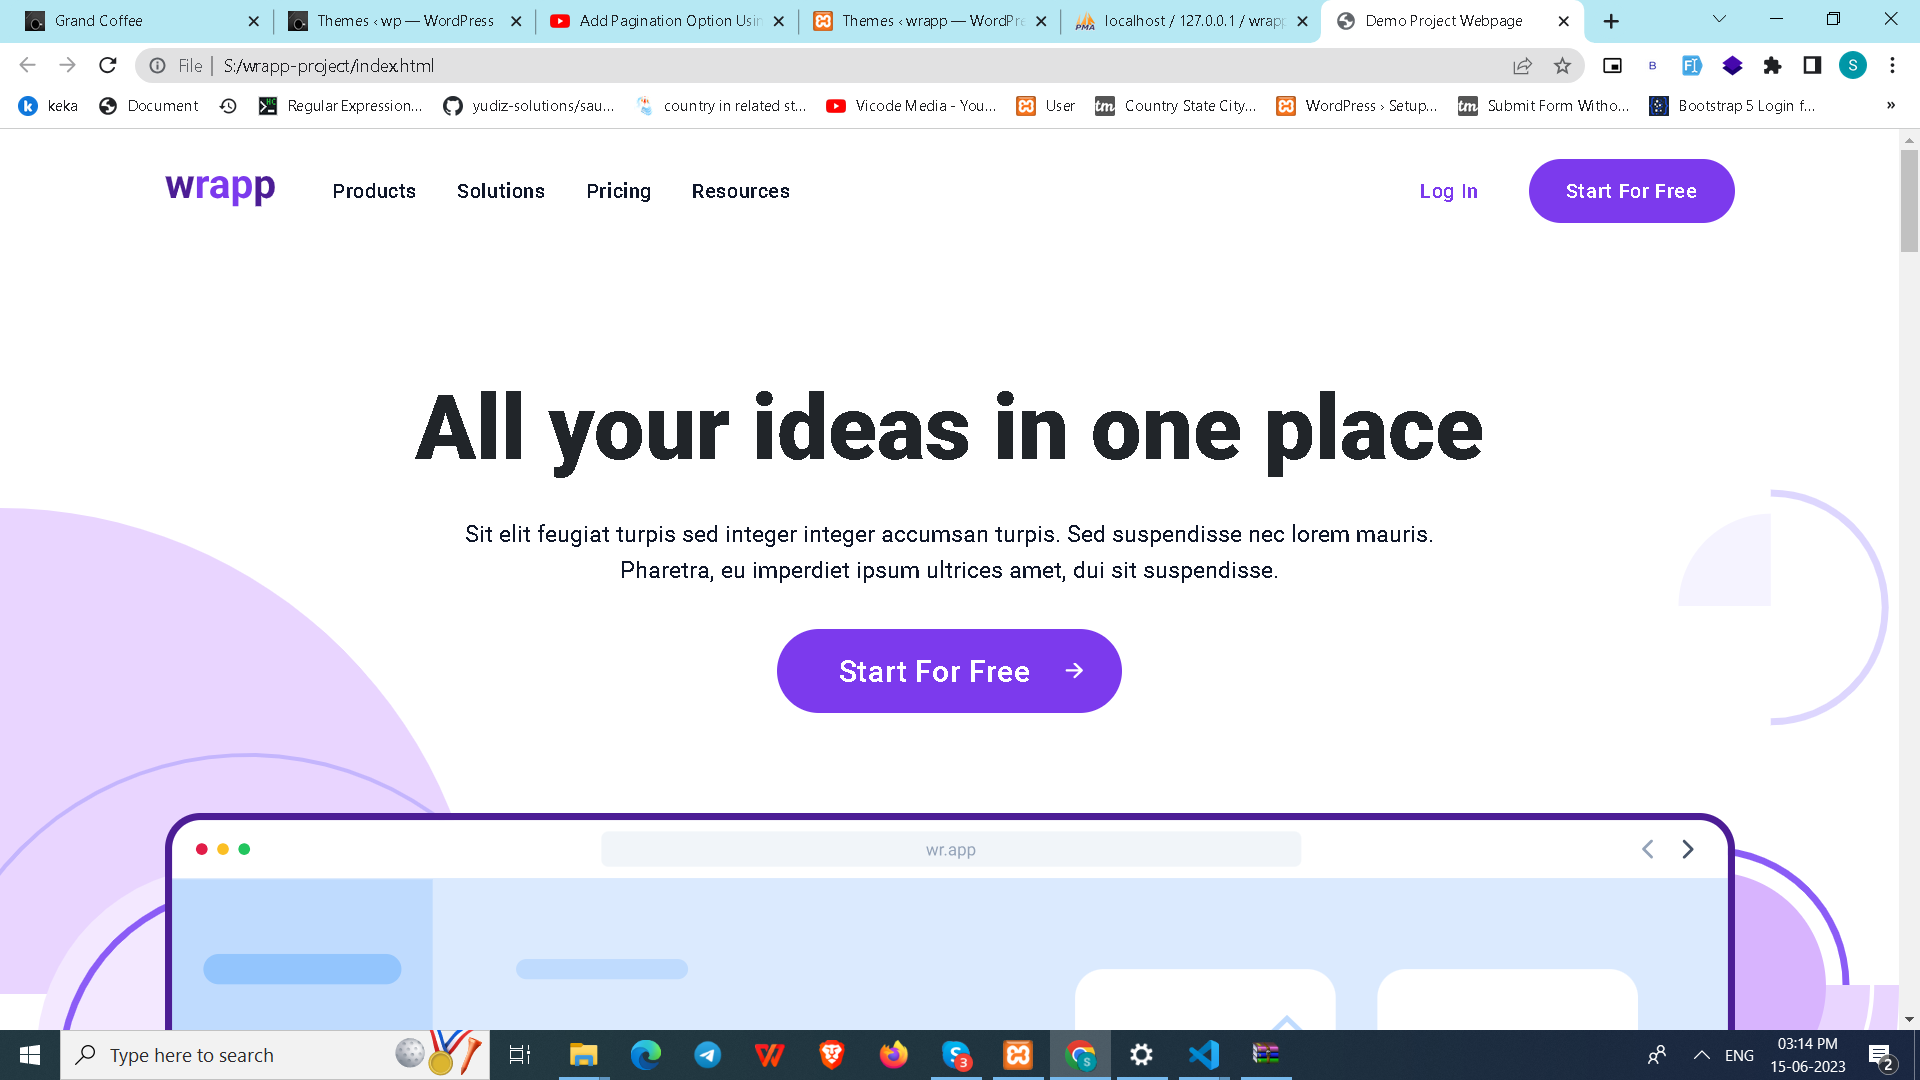 Grand Coffee
Themes ‹ wp — WordPress
Add Pagination Option Usin
Themes ‹ wrapp — WordPre
localhost / 127.0.0.1 / wrapp
Demo Project Webpage
File | S:/wrapp-project/index.html
S
keka
Document
Regular Expression...
yudiz-solutions/sau...
country in related st...
Vicode Media - You...
User
Country State City...
WordPress › Setup...
Submit Form Witho...
Bootstrap 5 Login f...
»
wrapp
Products
Solutions
Pricing
Resources
Log In
Start For Free
All your ideas in one place
Sit elit feugiat turpis sed integer integer accumsan turpis. Sed suspendisse nec lorem mauris.
Pharetra, eu imperdiet ipsum ultrices amet, dui sit suspendisse.
Start For Free
wr.app
Type here to search
3
ENG
03:14 PM
15-06-2023
2